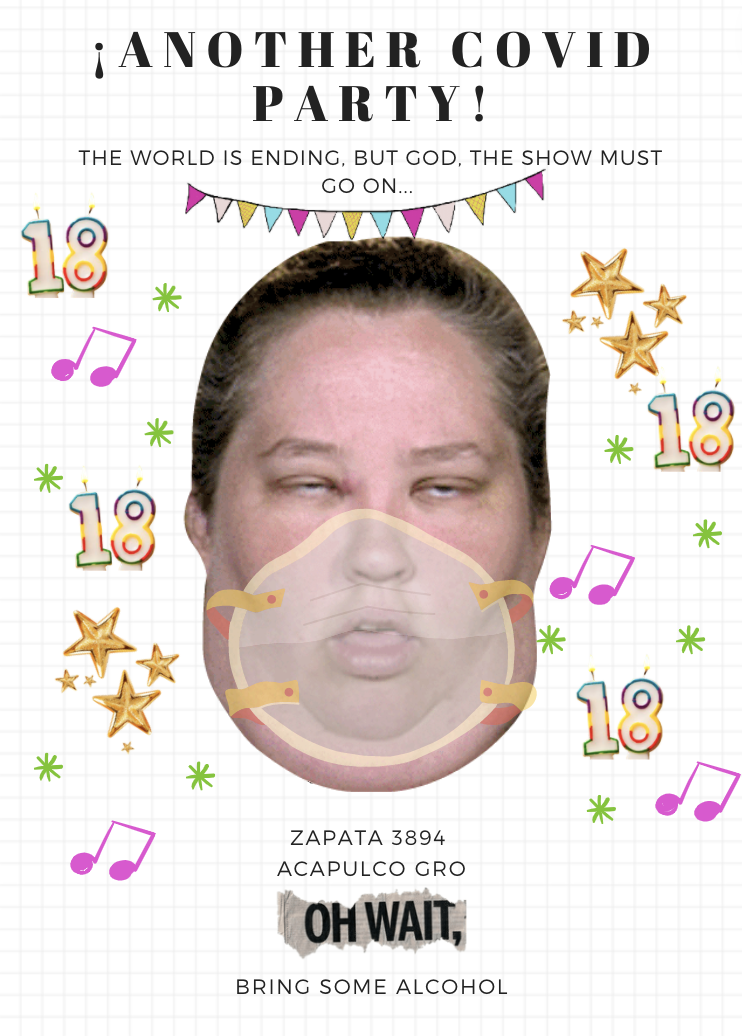 ¡ANOTHER COVID
PARTY!
THE WORLD IS ENDING, BUT GOD, THE SHOW MUST
GO ON...
18
18
18
18
ZAPATA 3894
ACAPULCO GRO
OH WAIT,
BRING SOME ALCOHOL